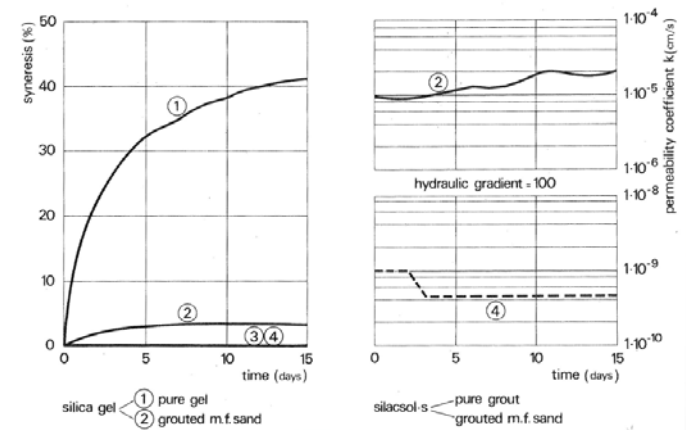 syneresis (%)
50
40
30
20
10
0
0 5 10 15
time (days)
①
②
③④
silica gel
① pure gel
② grouted m.f. sand
permeability coefficient k(cm/s)
1·10-4
1·10-5
1·10-6
②
hydraulic gradient = 100
1·10-8
1·10-9
1·10-10
④
0 5 10 15
time (days)
silacsol·s
pure grout
grouted m.f. sand